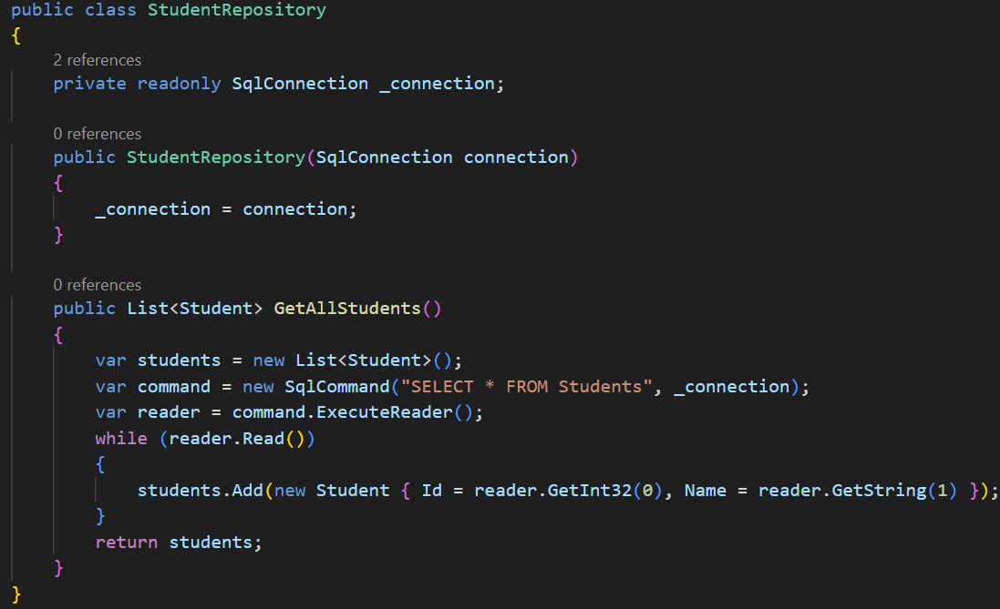 public class StudentRepository
{
2 references
private readonly SqlConnection _connection;
0 references
public StudentRepository(SqlConnection connection)
{
_connection = connection;
}
0 references
public List<Student> GetAllStudents()
{
var students = new List<Student>();
var command = new SqlCommand("SELECT * FROM Students", _connection);
var reader = command.ExecuteReader();
while (reader.Read())
{
students.Add(new Student { Id = reader.GetInt32(0), Name = reader.GetString(1) });
}
return students;
}
}